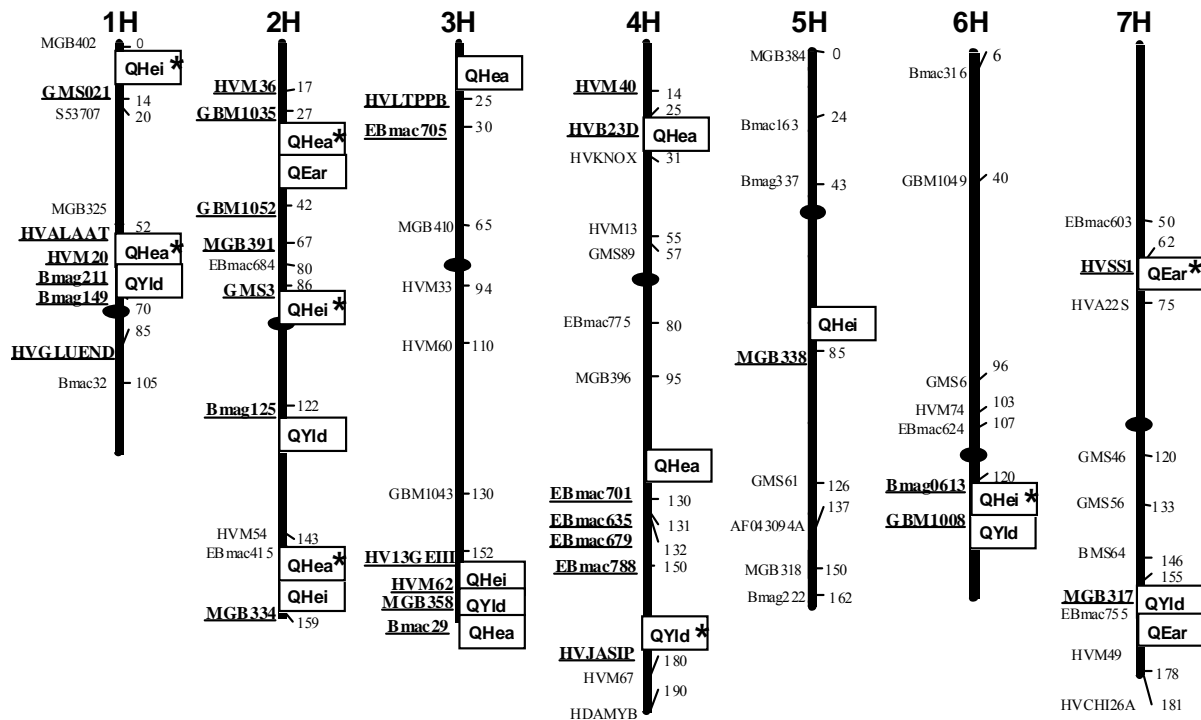 1H 2H 3H 4H 5H 6H 7H
MGB402 0
QHei *
GMS021 14
S53707 20
MGB325 52
HVALAAT
QHea *
HVM20
Bmag211
QYld
Bmag149 70
85
HVGLUEND
Bmac32 105
HVM36 17
GBM1035 27
QHea *
QEar
GBM1052 42
MGB391 67
EBmac684 80
GMS3 86
QHei *
Bmag125 122
QYld
HVM54 143
EBmac415
QHea *
QHei
MGB334 159
QHea
HVLTPPB 25
EBmac705 30
MGB410 65
HVM33 94
HVM60 110
GBM1043 130
HV13GEIII 152
QHei
HVM62
MGB358 QYld
Bmac29 QHea
HVM40 14
25
HVB23D QHea
HVKNOX 31
HVM13 55
GMS89 57
EBmac775 80
MGB396 95
QHea
EBmac701 130
EBmac635 131
EBmac679 132
EBmac788 150
QYld *
HVJASIP 180
HVM67 190
HDAMYB
MGB384 0
Bmac163 24
Bmag337 43
QHei
MGB338 85
GMS61 126
137
AF043094A
MGB318 150
Bmag222 162
6
Bmac316
GBM1049 40
GMS6 96
HVM74 103
EBmac624 107
Bmag0613 120
QHei *
GBM1008 QYld
EBmac603 50
62
HVSS1 QEar *
HVA22S 75
GMS46 120
GMS56 133
BMS64 146
155
MGB317 QYld
EBmac755
QEar
HVM49 178
HVCHI26A 181